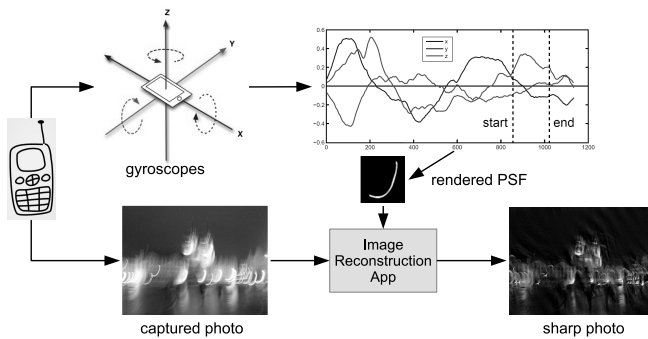 Z
Y
X
gyroscopes
0.6
0.4
0.2
0
-0.2
-0.4
-0.6
x
y
z
start
end
0
200
400
600
800
1000
1200
rendered PSF
Image
Reconstruction
App
captured photo
sharp photo